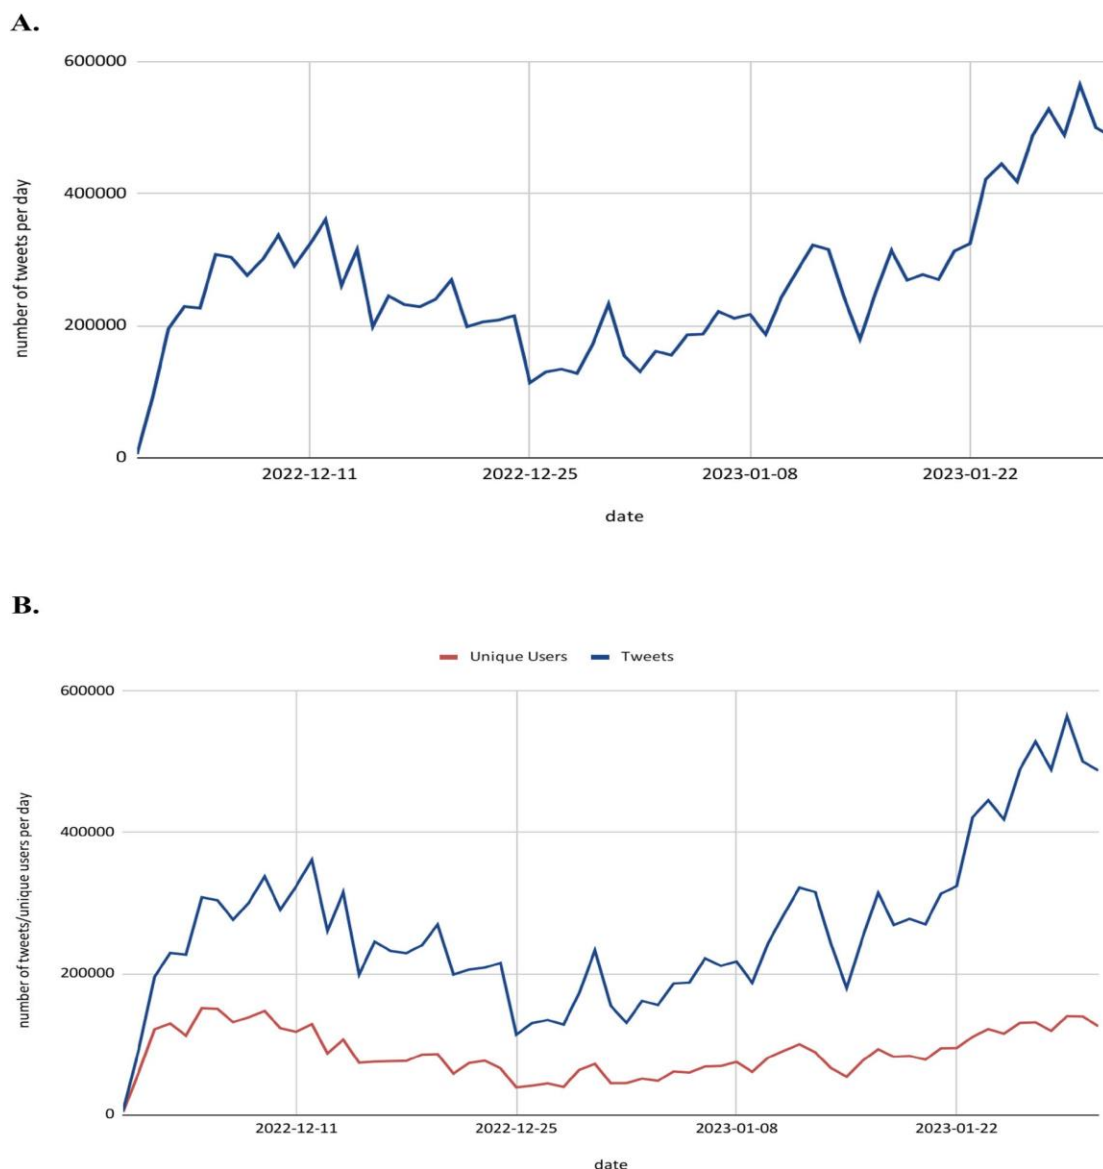 A.
number of tweets per day
600000
400000
200000
0
2022-12-11 2022-12-25 2023-01-08 2023-01-22
date
B.
Unique Users Tweets
number of tweets/unique users per day
600000
400000
200000
0
2022-12-11 2022-12-25 2023-01-08 2023-01-22
date